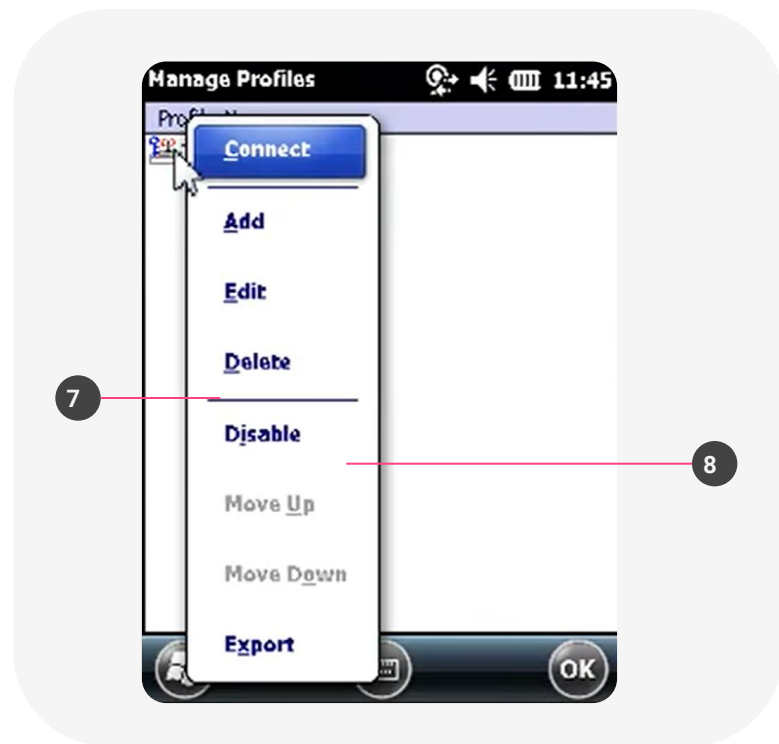 Manage Profiles 11:45
Connect
Add
Edit
Delete
7
Disable
8
Move Up
Move Down
Export
OK